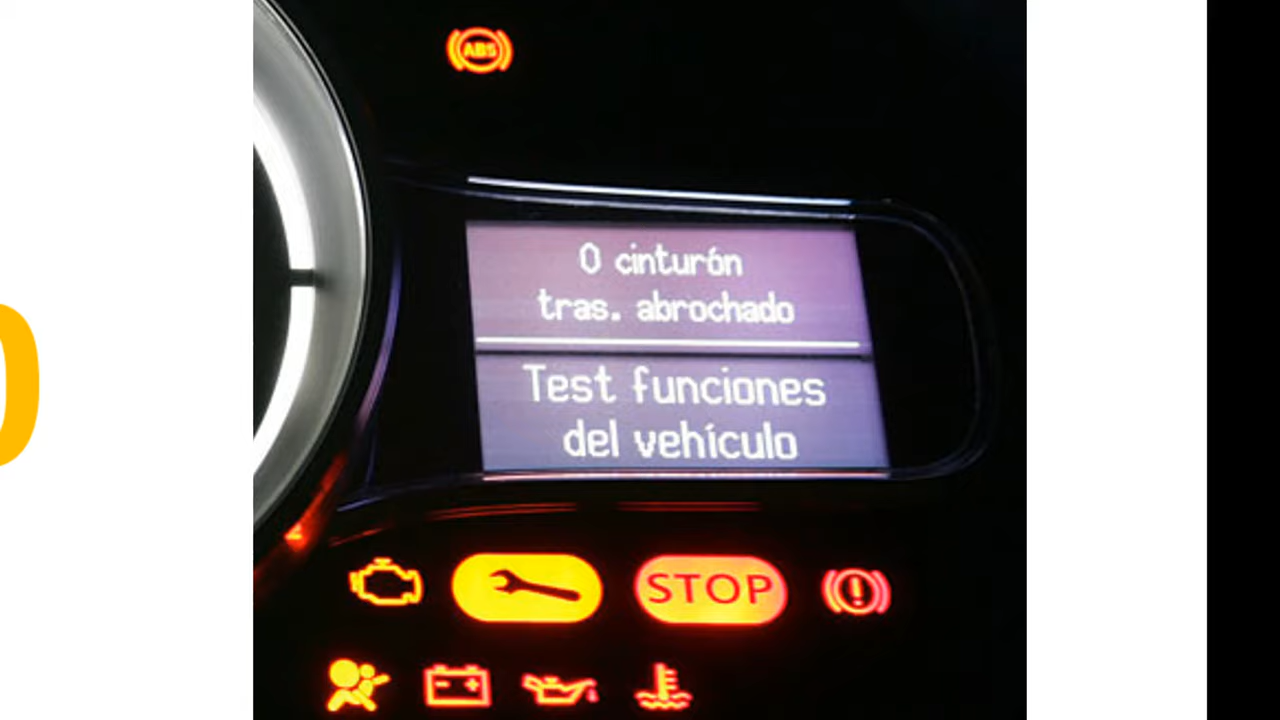 ABS
0 cinturón
tras. abrochado
Test funciones
del vehículo
STOP